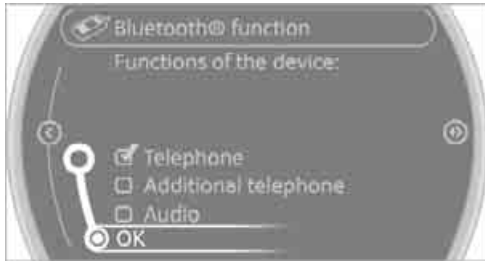 Bluetooth® function
Functions of the device:
Telephone
Additional telephone
Audio
OK